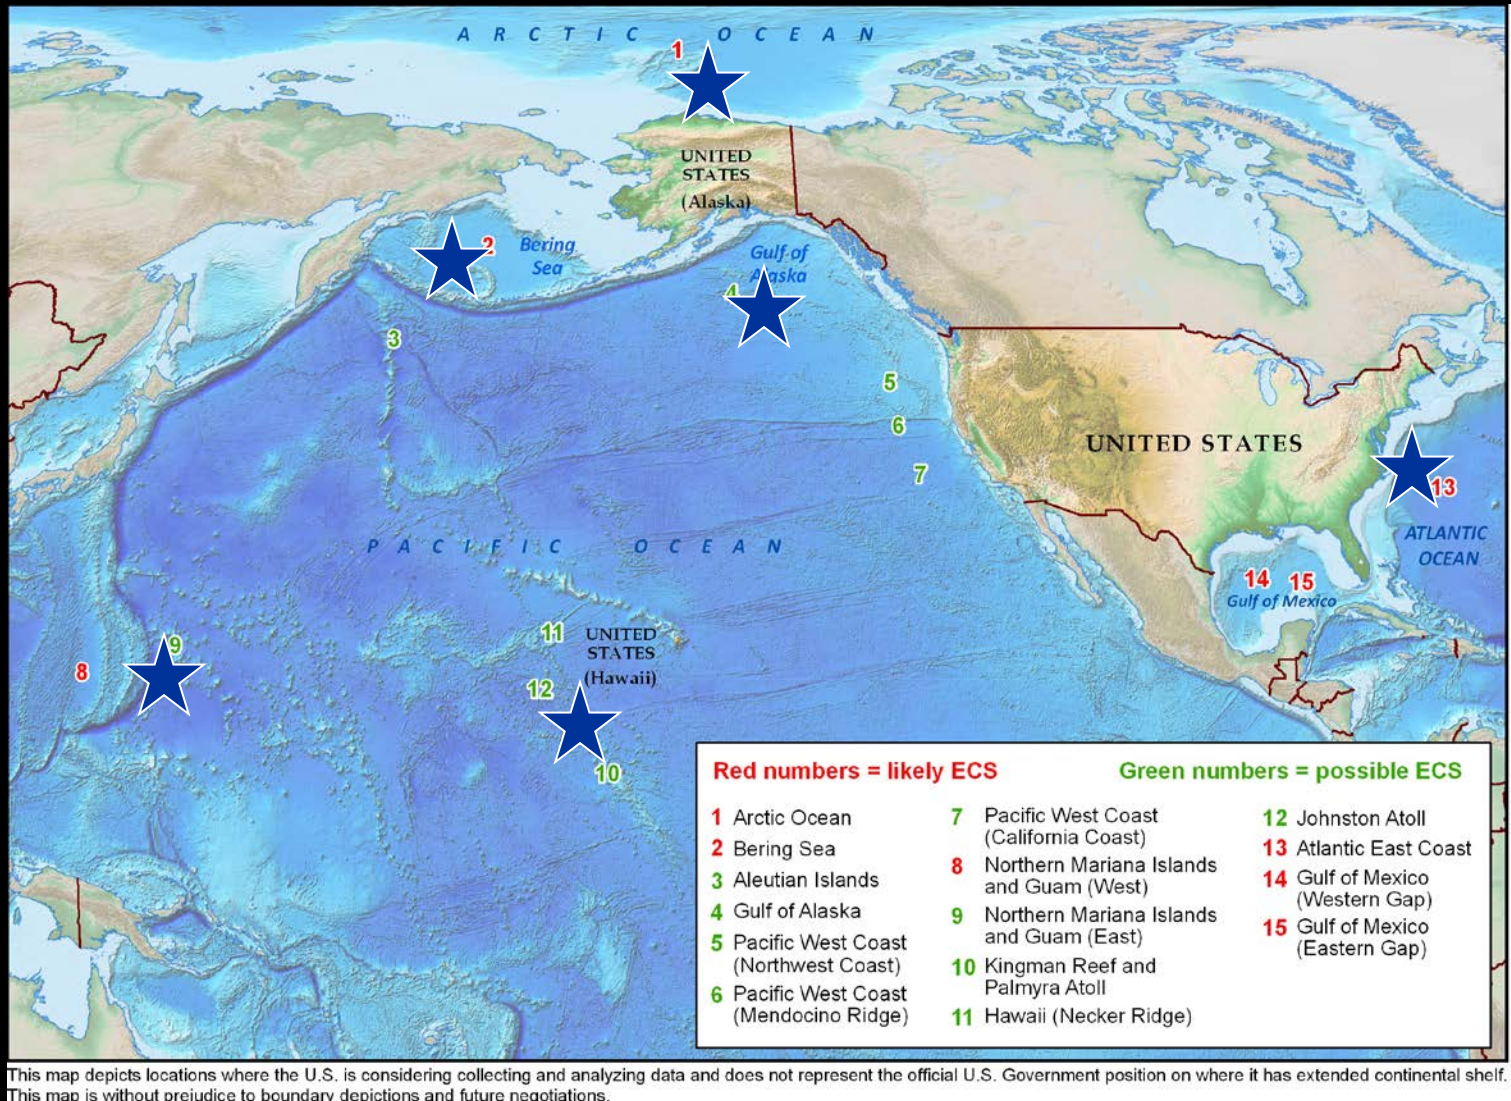 ARCTIC OCEAN
1
UNITED
STATES
(Alaska)
2
Bering
Sea
Gulf of
Alaska
4
3
5
6
7
UNITED STATES
13
ATLANTIC
OCEAN
PACIFIC OCEAN
14
15
Gulf of Mexico
8
9
11
UNITED
STATES
(Hawaii)
12
10
Red numbers = likely ECS
Green numbers = possible ECS
1 Arctic Ocean
2 Bering Sea
3 Aleutian Islands
4 Gulf of Alaska
5 Pacific West Coast
(Northwest Coast)
6 Pacific West Coast
(Mendocino Ridge)
7 Pacific West Coast
(California Coast)
8 Northern Mariana Islands
and Guam (West)
9 Northern Mariana Islands
and Guam (East)
10 Kingman Reef and
Palmyra Atoll
11 Hawaii (Necker Ridge)
12 Johnston Atoll
13 Atlantic East Coast
14 Gulf of Mexico
(Western Gap)
15 Gulf of Mexico
(Eastern Gap)
This map depicts locations where the U.S. is considering collecting and analyzing data and does not represent the official U.S. Government position on where it has extended continental shelf.
This map is without prejudice to boundary depictions and future negotiations.